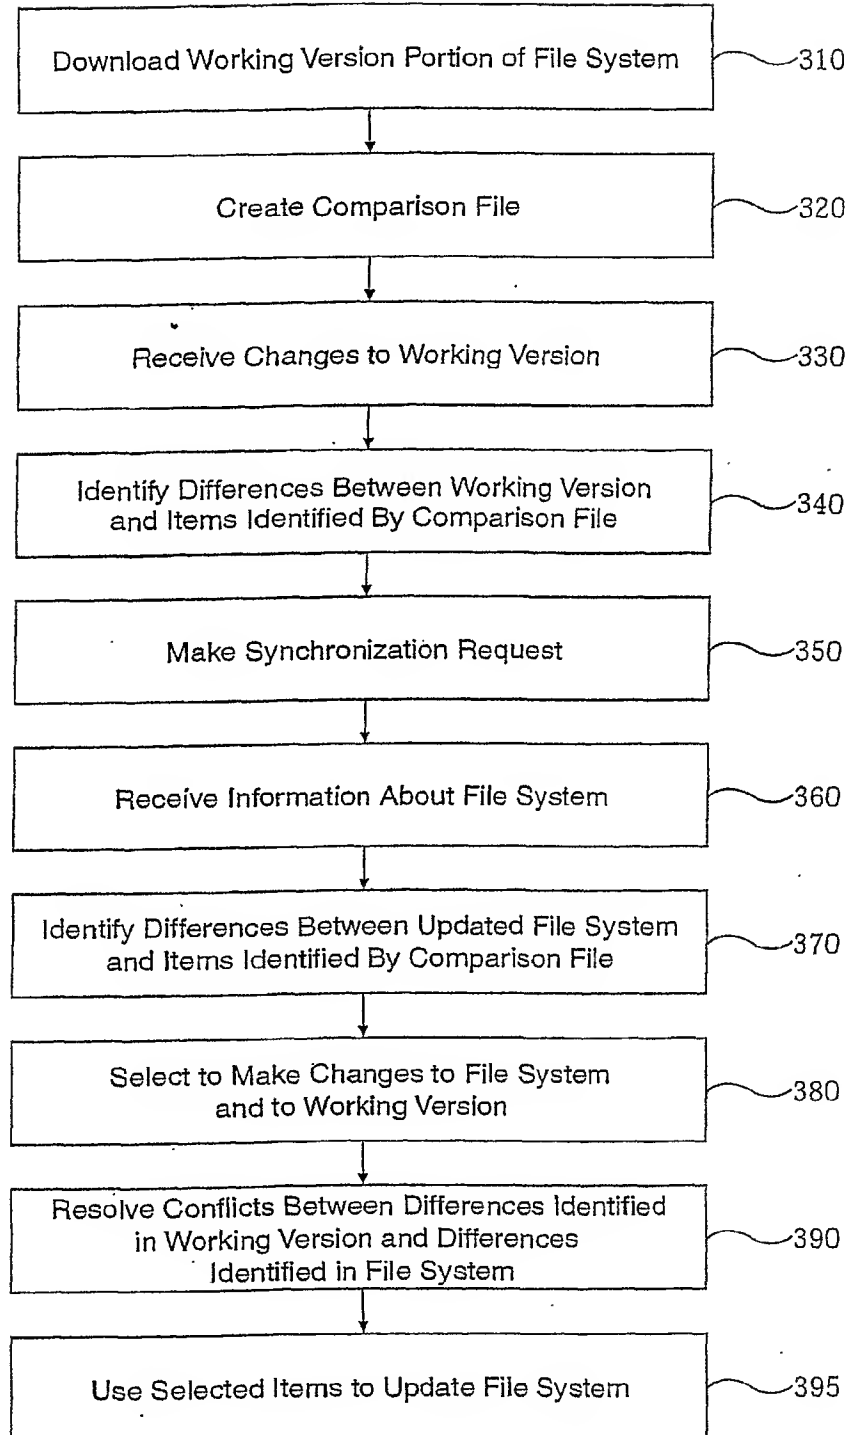 Download Working Version Portion of File System
310
Create Comparison File
320
Receive Changes to Working Version
330
Identify Differences Between Working Version
and Items Identified By Comparison File
340
Make Synchronization Request
350
Receive Information About File System
360
Identify Differences Between Updated File System
and Items Identified By Comparison File
370
Select to Make Changes to File System
and to Working Version
380
Resolve Conflicts Between Differences Identified
in Working Version and Differences
Identified in File System
390
Use Selected Items to Update File System
395